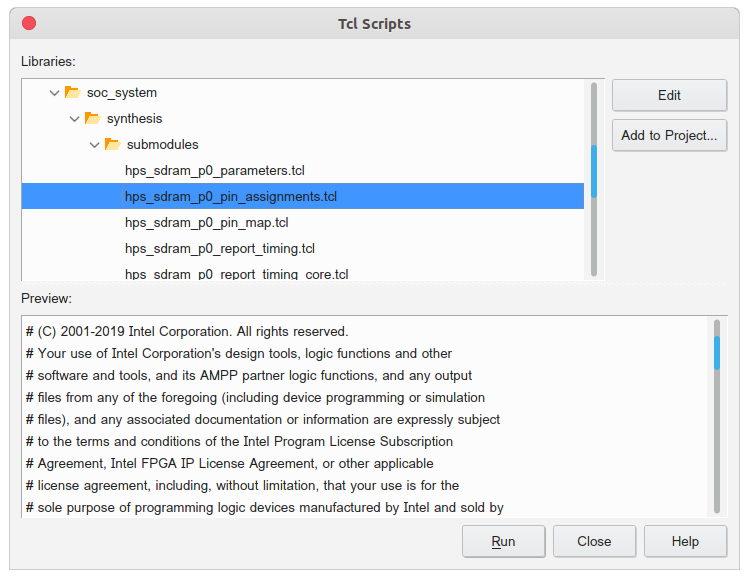 Tcl Scripts
Libraries:
soc_system
synthesis
submodules
hps_sdram_p0_parameters.tcl
hps_sdram_p0_pin_assignments.tcl
hps_sdram_p0_pin_map.tcl
hps_sdram_p0_report_timing.tcl
hps_sdram_p0_report_timing_core.tcl
Edit
Add to Project...
Preview:
# (C) 2001-2019 Intel Corporation. All rights reserved.
# Your use of Intel Corporation's design tools, logic functions and other
# software and tools, and its AMPP partner logic functions, and any output
# files from any of the foregoing (including device programming or simulation
# files), and any associated documentation or information are expressly subject
# to the terms and conditions of the Intel Program License Subscription
# Agreement, Intel FPGA IP License Agreement, or other applicable
# license agreement, including, without limitation, that your use is for the
# sole purpose of programming logic devices manufactured by Intel and sold by
Run
Close
Help